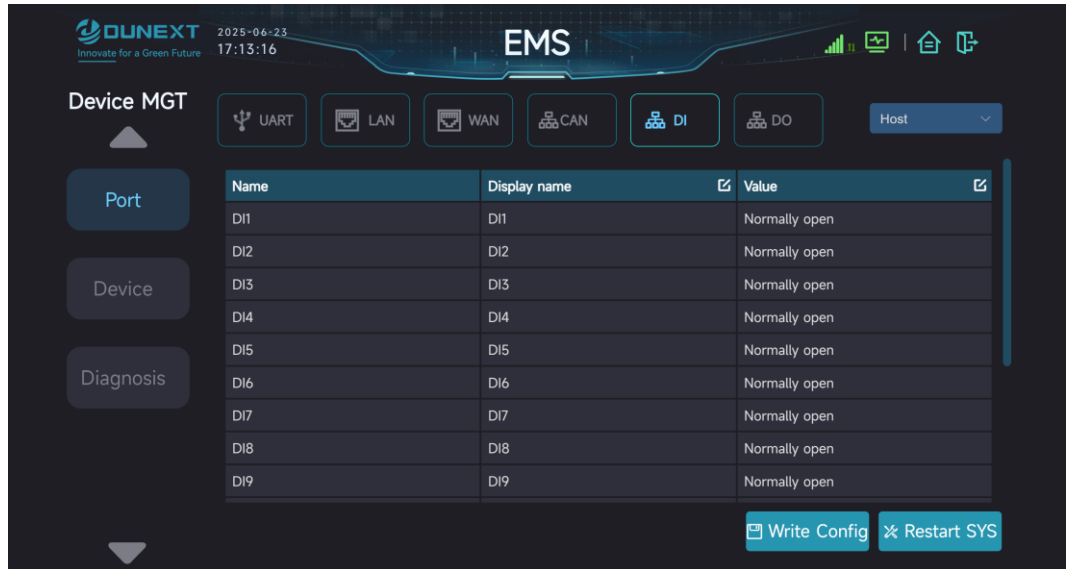 DUNEXT
Innovate for a Green Future
2025-06-23
17:13:16
EMS
Device MGT
UART
LAN
WAN
CAN
DI
DO
Host
Port
Device
Diagnosis
Name Display name Value
DI1 DI1 Normally open
DI2 DI2 Normally open
DI3 DI3 Normally open
DI4 DI4 Normally open
DI5 DI5 Normally open
DI6 DI6 Normally open
DI7 DI7 Normally open
DI8 DI8 Normally open
DI9 DI9 Normally open
Write Config
Restart SYS